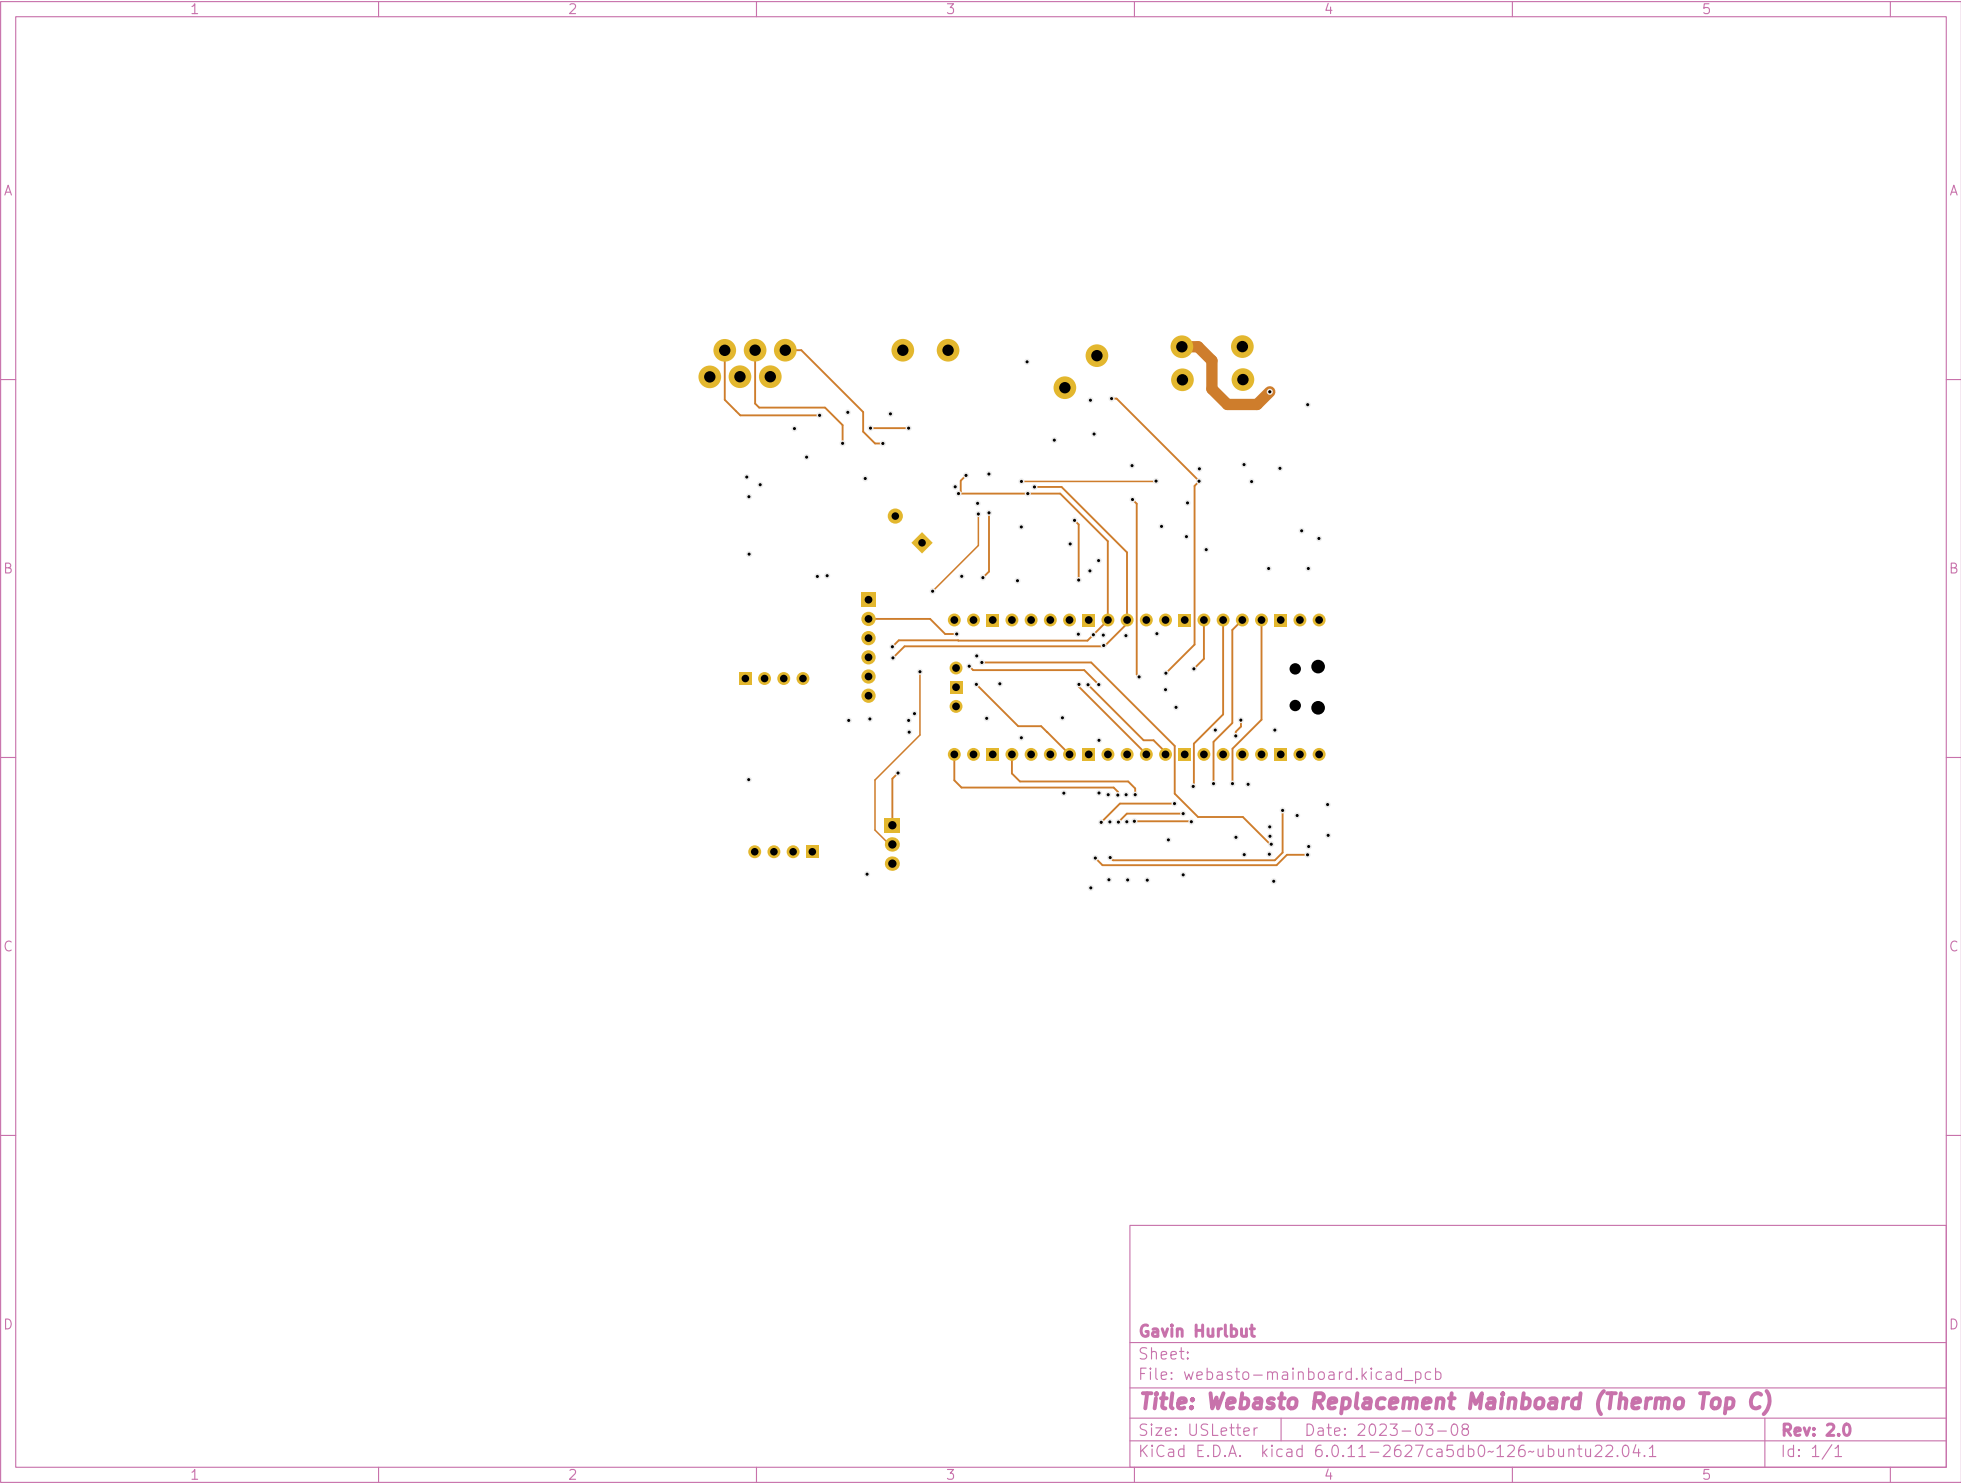 1 2 3 4 5
A A
B B
C C
D D
Gavin Hurlbut
Sheet:
File: webasto-mainboard.kicad_pcb
Title: Webasto Replacement Mainboard (Thermo Top C)
Size: USLetter Date: 2023-03-08 Rev: 2.0
KiCad E.D.A. kicad 6.0.11-2627ca5db0~126~ubuntu22.04.1 Id: 1/1
1 2 3 4 5